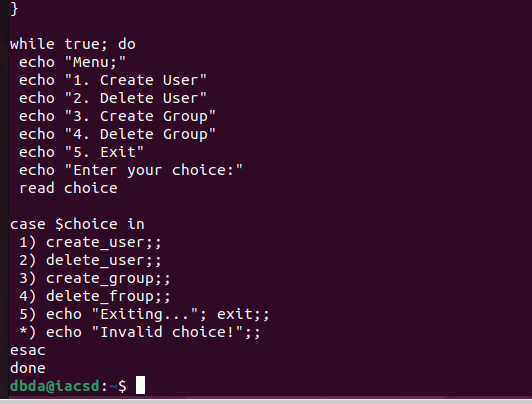 }

while true; do
 echo "Menu;"
 echo "1. Create User"
 echo "2. Delete User"
 echo "3. Create Group"
 echo "4. Delete Group"
 echo "5. Exit"
 echo "Enter your choice:"
 read choice

case $choice in
 1) create_user;;
 2) delete_user;;
 3) create_group;;
 4) delete_froup;;
 5) echo "Exiting..."; exit;;
 *) echo "Invalid choice!";;
esac
done
dbda@iacsd:~$